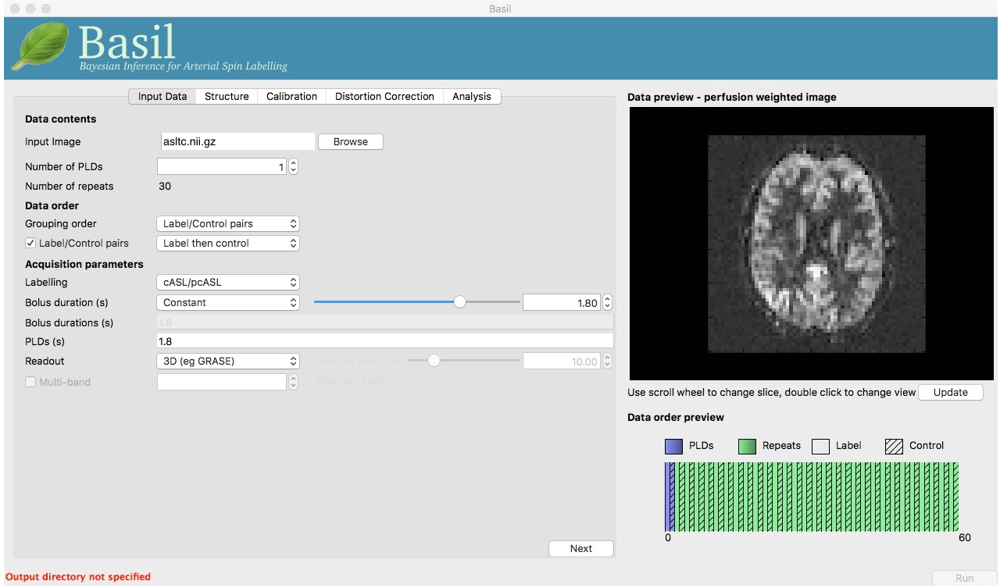 Basil
Basil
Bayesian Inference for Arterial Spin Labelling
Input Data Structure Calibration Distortion Correction Analysis
Data contents
Input Image asltc.nii.gz Browse
Number of PLDs 1
Number of repeats 30
Data order
Grouping order Label/Control pairs
Label/Control pairs Label then control
Acquisition parameters
Labelling cASL/pcASL
Bolus duration (s) Constant 1.80
Bolus durations (s) 1.8
PLDs (s) 1.8
Readout 3D (eg GRASE) Time per slice (ms) 10.00
Multi-band slices per band
Next
Data preview - perfusion weighted image
Use scroll wheel to change slice, double click to change view Update
Data order preview
PLDs Repeats Label Control
0 60
Output directory not specified
Run